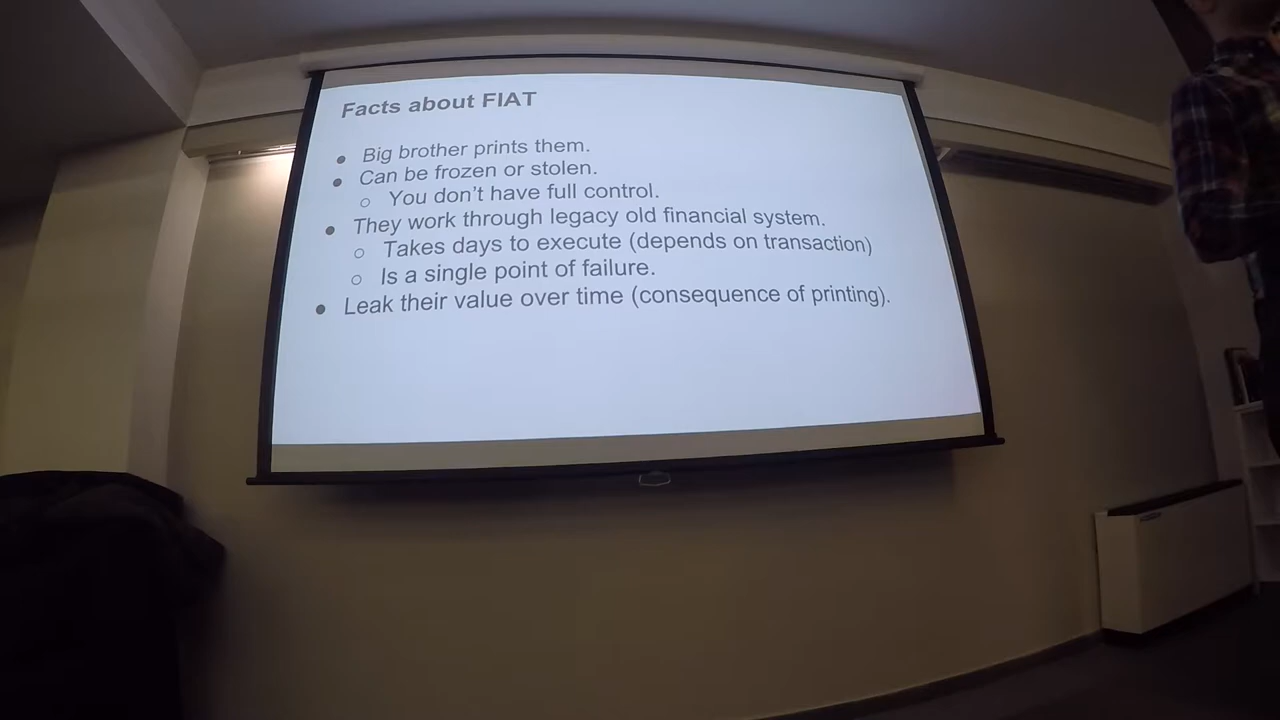 Facts about FIAT
● Big brother prints them.
● Can be frozen or stolen.
○ You don't have full control.
● They work through legacy old financial system.
○ Takes days to execute (depends on transaction)
○ Is a single point of failure.
● Leak their value over time (consequence of printing).